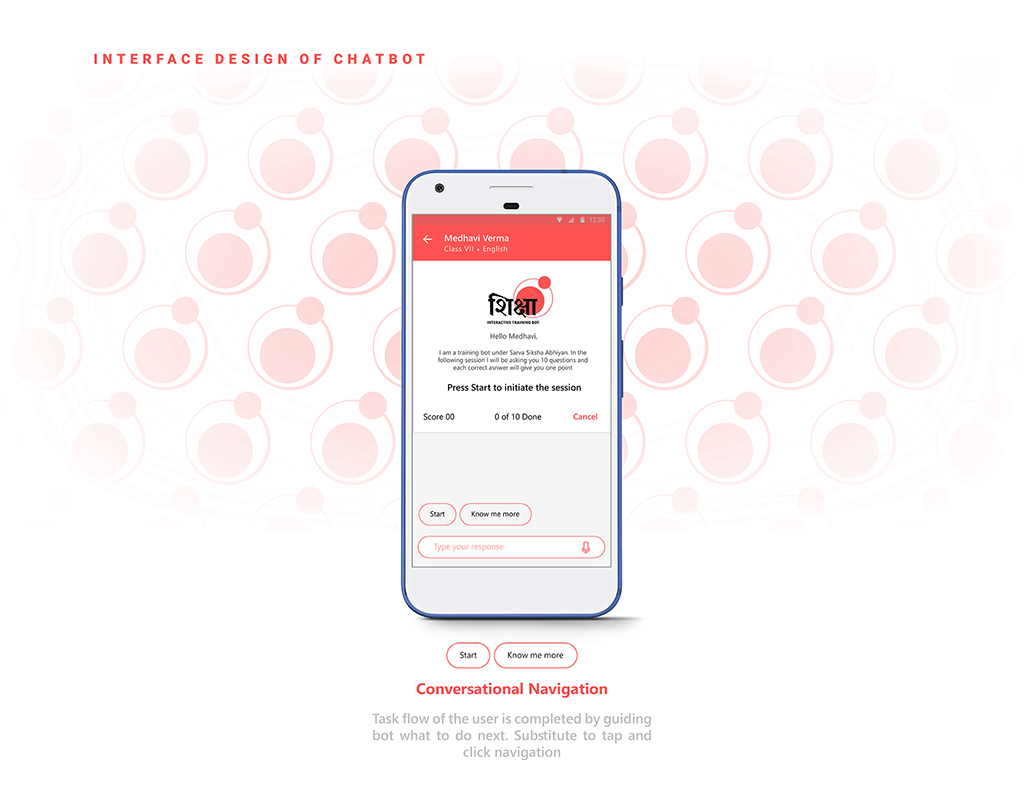 INTERFACE DESIGN OF CHATBOT
12:30
Medhavi Verma
Class VII • English
शिक्षा
INTERACTIVE TRAINING BOT
Hello Medhavi,
I am a training bot under Sarva Siksha Abhiyan. In the
following session I will be asking you 10 questions and
each correct asnwer will give you one point
Press Start to initiate the session
Score 00 0 of 10 Done Cancel
Start Know me more
Type your response
Start Know me more
Conversational Navigation
Task flow of the user is completed by guiding
bot what to do next. Substitute to tap and
click navigation